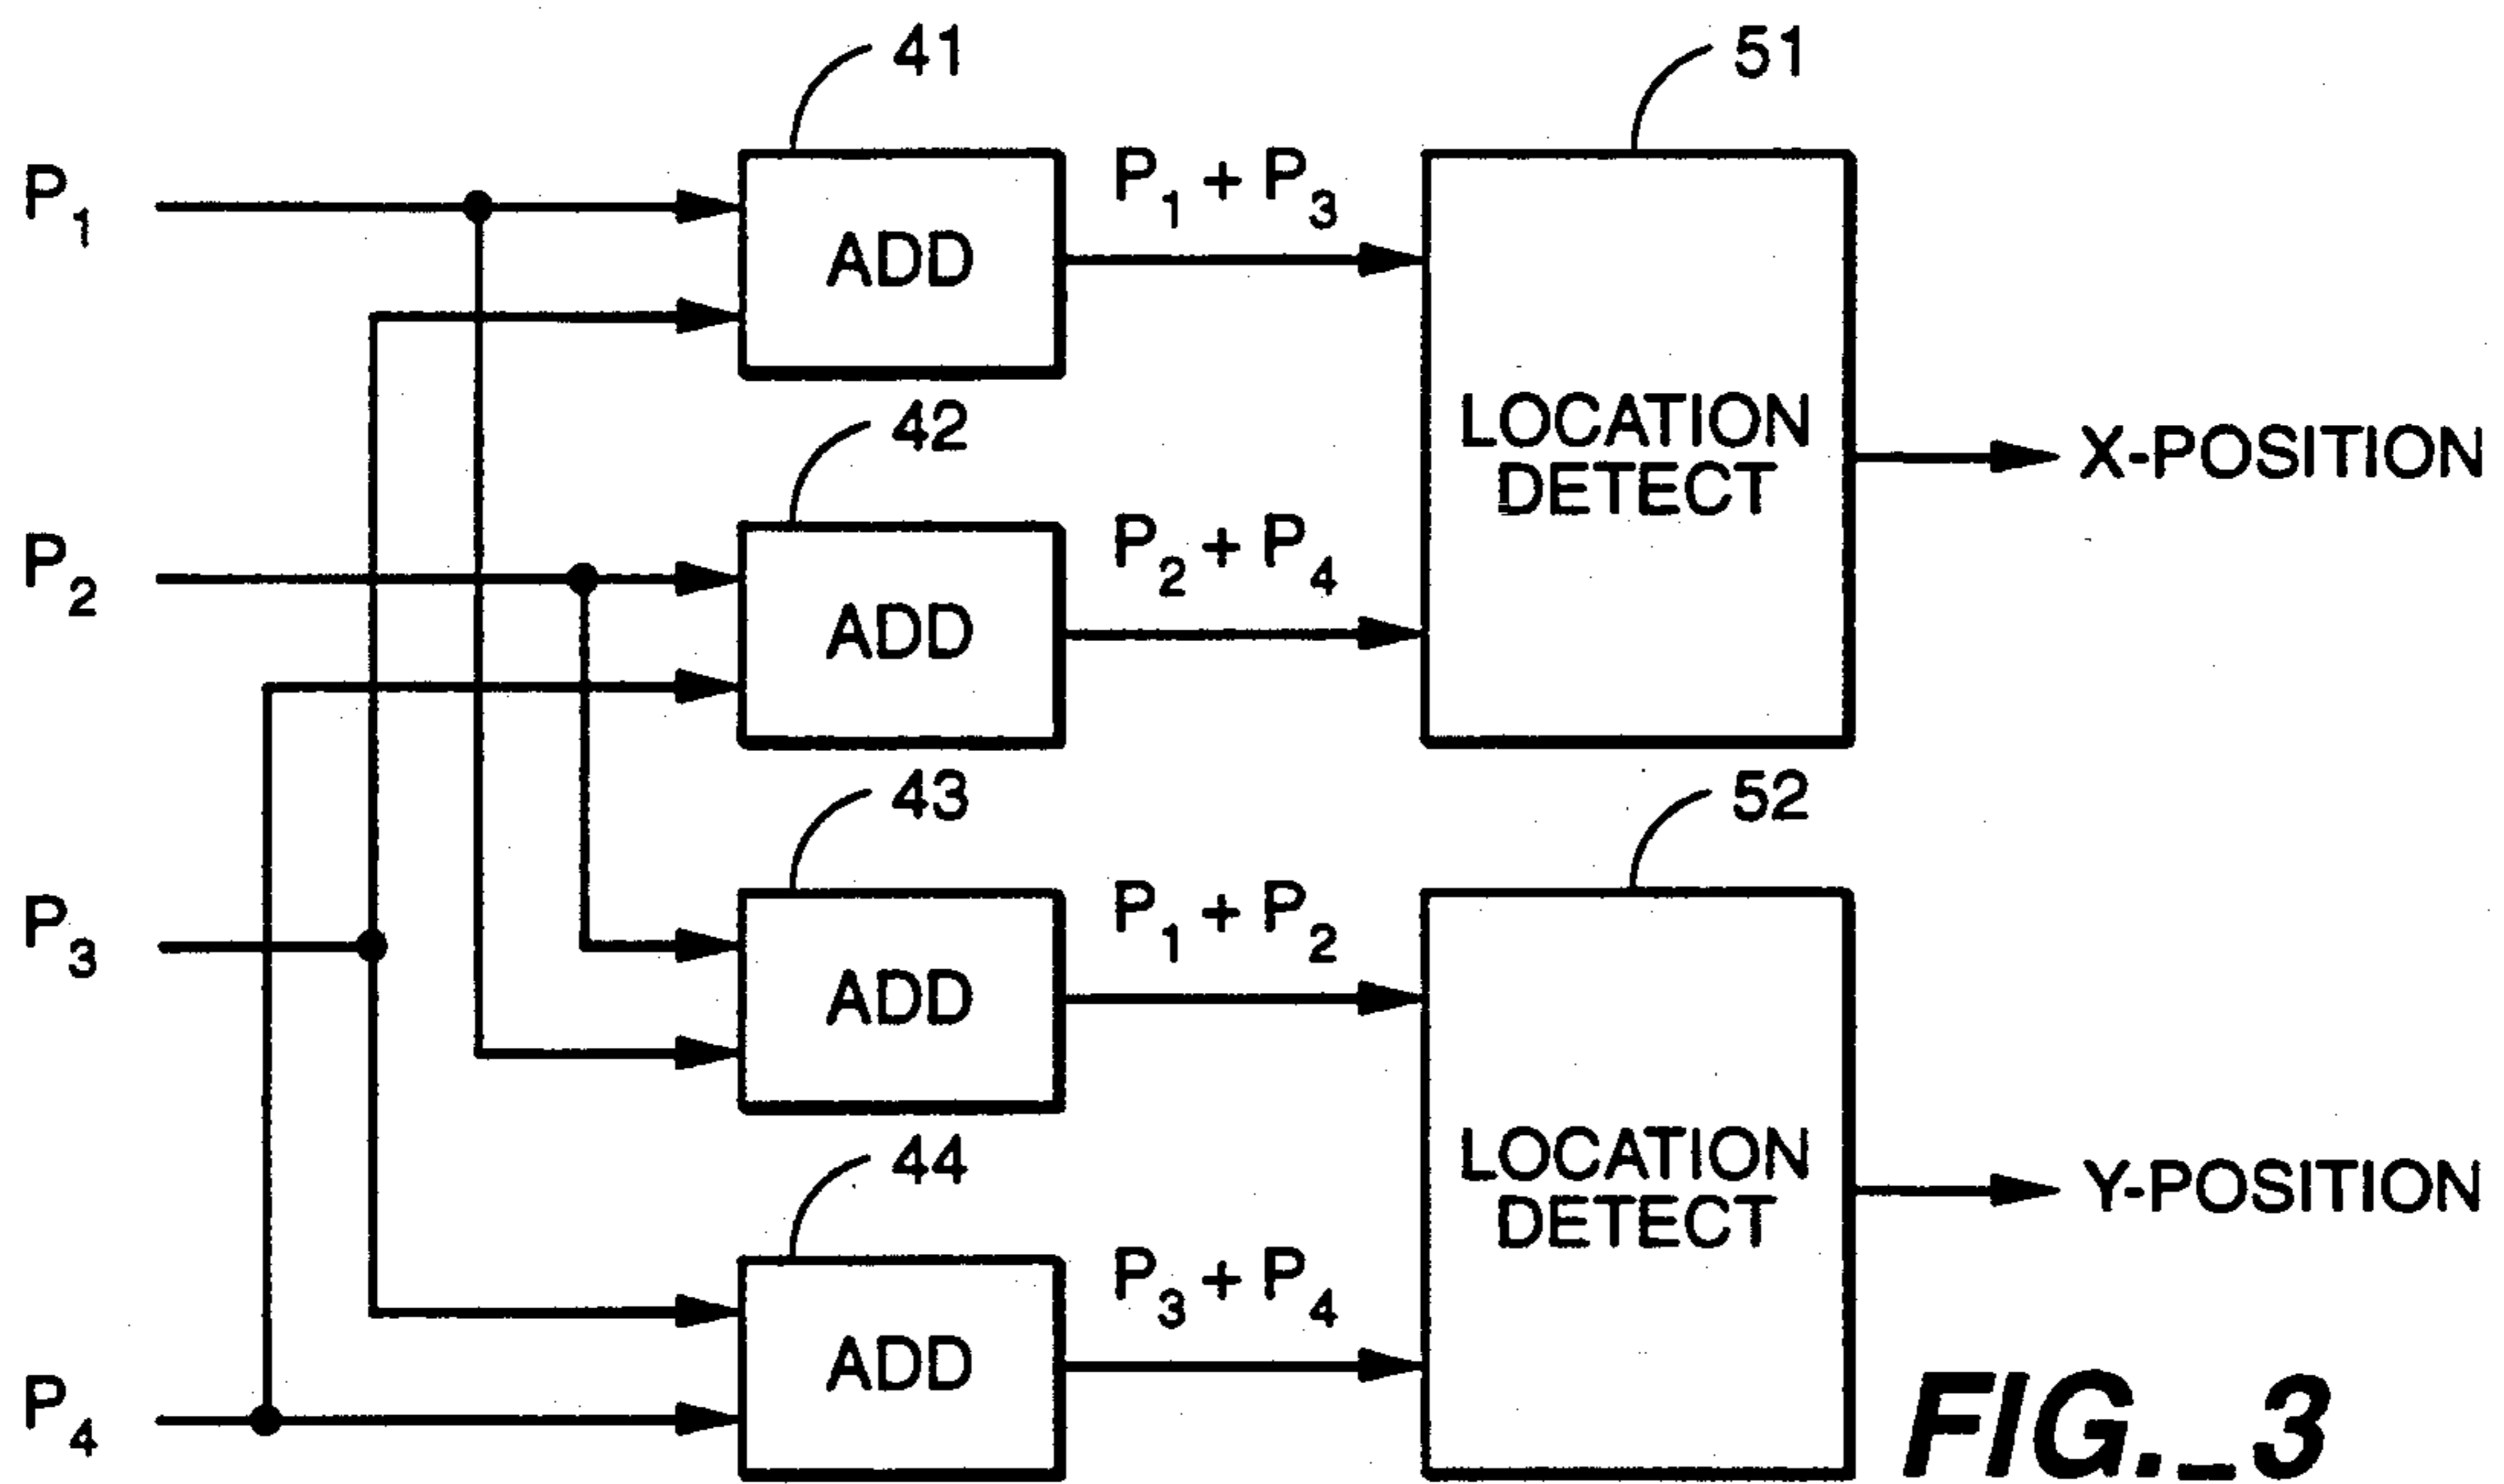 41
51
P1
ADD
P1 + P3
LOCATION
DETECT
X-POSITION
42
P2
ADD
P2 + P4
43
52
P3
ADD
P1 + P2
LOCATION
DETECT
Y-POSITION
44
P4
ADD
P3 + P4
FIG._3